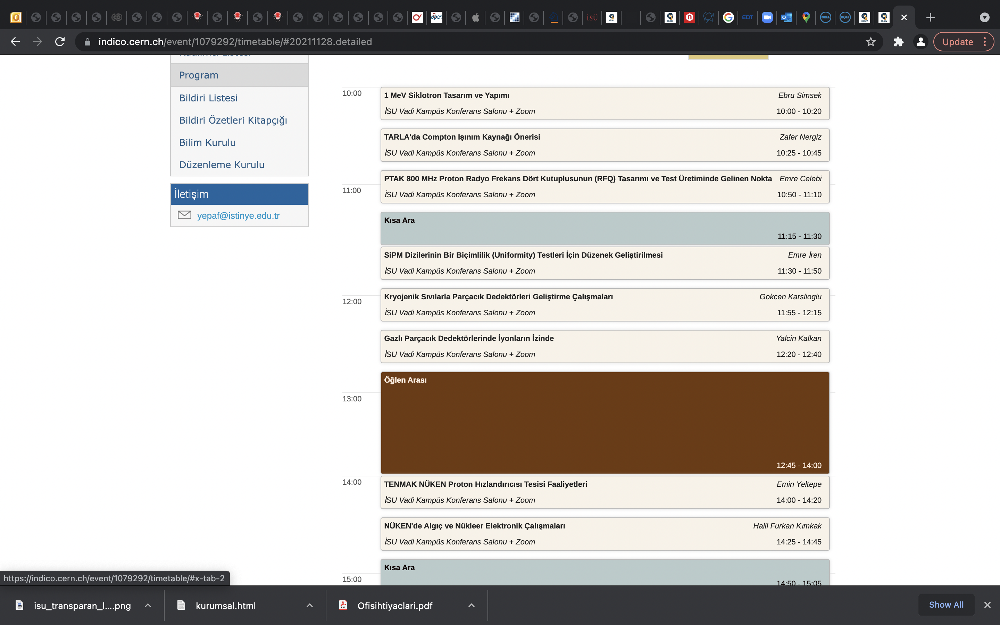 İSÜ
EDT
indico.cern.ch/event/1079292/timetable/#20211128.detailed
Update
Program
Bildiri Listesi
Bildiri Özetleri Kitapçığı
Bilim Kurulu
Düzenleme Kurulu
İletişim
yepaf@istinye.edu.tr
10:00
1 MeV Siklotron Tasarım ve Yapımı Ebru Simsek
İSU Vadi Kampüs Konferans Salonu + Zoom 10:00 - 10:20
TARLA'da Compton Işınım Kaynağı Önerisi Zafer Nergiz
İSU Vadi Kampüs Konferans Salonu + Zoom 10:25 - 10:45
PTAK 800 MHz Proton Radyo Frekans Dört Kutuplusunun (RFQ) Tasarımı ve Test Üretiminde Gelinen Nokta Emre Celebi
11:00
İSU Vadi Kampüs Konferans Salonu + Zoom 10:50 - 11:10
Kısa Ara
11:15 - 11:30
SiPM Dizilerinin Bir Biçimlilik (Uniformity) Testleri İçin Düzenek Geliştirilmesi Emre İren
İSU Vadi Kampüs Konferans Salonu + Zoom 11:30 - 11:50
12:00
Kryojenik Sıvılarla Parçacık Dedektörleri Geliştirme Çalışmaları Gokcen Karslioglu
İSU Vadi Kampüs Konferans Salonu + Zoom 11:55 - 12:15
Gazlı Parçacık Dedektörlerinde İyonların İzinde Yalcin Kalkan
İSU Vadi Kampüs Konferans Salonu + Zoom 12:20 - 12:40
Öğlen Arası
13:00
12:45 - 14:00
14:00
TENMAK NÜKEN Proton Hızlandırıcısı Tesisi Faaliyetleri Emin Yeltepe
İSU Vadi Kampüs Konferans Salonu + Zoom 14:00 - 14:20
NÜKEN'de Algıç ve Nükleer Elektronik Çalışmaları Halil Furkan Kımkak
İSU Vadi Kampüs Konferans Salonu + Zoom 14:25 - 14:45
Kısa Ara
15:00
14:50 - 15:05
https://indico.cern.ch/event/1079292/timetable/#x-tab-2
isu_transparan_l....png
kurumsal.html
Ofisihtiyaclari.pdf
Show All